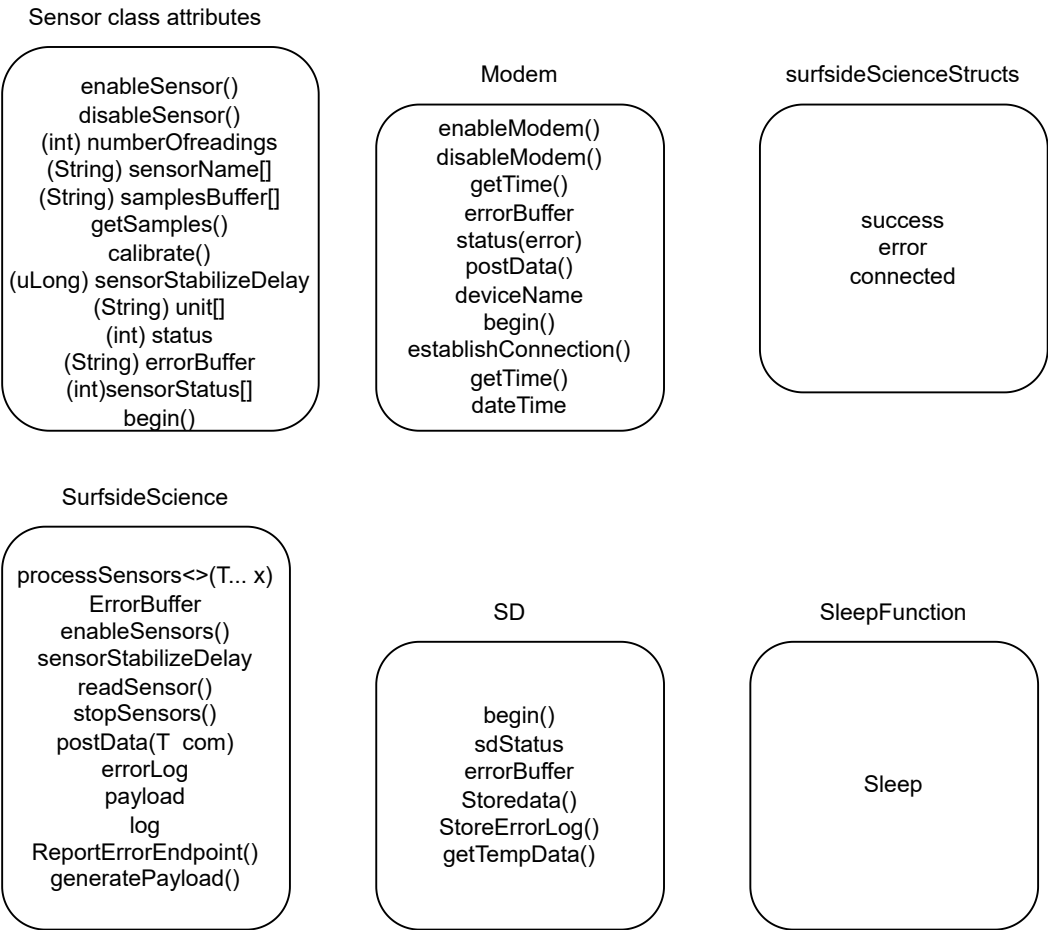 Sensor class attributes
enableSensor()
disableSensor()
(int) numberOfreadings
(String) sensorName[]
(String) samplesBuffer[]
getSamples()
calibrate()
(uLong) sensorStabilizeDelay
(String) unit[]
(int) status
(String) errorBuffer
(int)sensorStatus[]
begin()
Modem
enableModem()
disableModem()
getTime()
errorBuffer
status(error)
postData()
deviceName
begin()
establishConnection()
getTime()
dateTime
surfsideScienceStructs
success
error
connected
SurfsideScience
processSensors<>(T... x)
ErrorBuffer
enableSensors()
sensorStabilizeDelay
readSensor()
stopSensors()
postData(T  com)
errorLog
payload
log
ReportErrorEndpoint()
generatePayload()
SD
begin()
sdStatus
errorBuffer
Storedata()
StoreErrorLog()
getTempData()
SleepFunction
Sleep